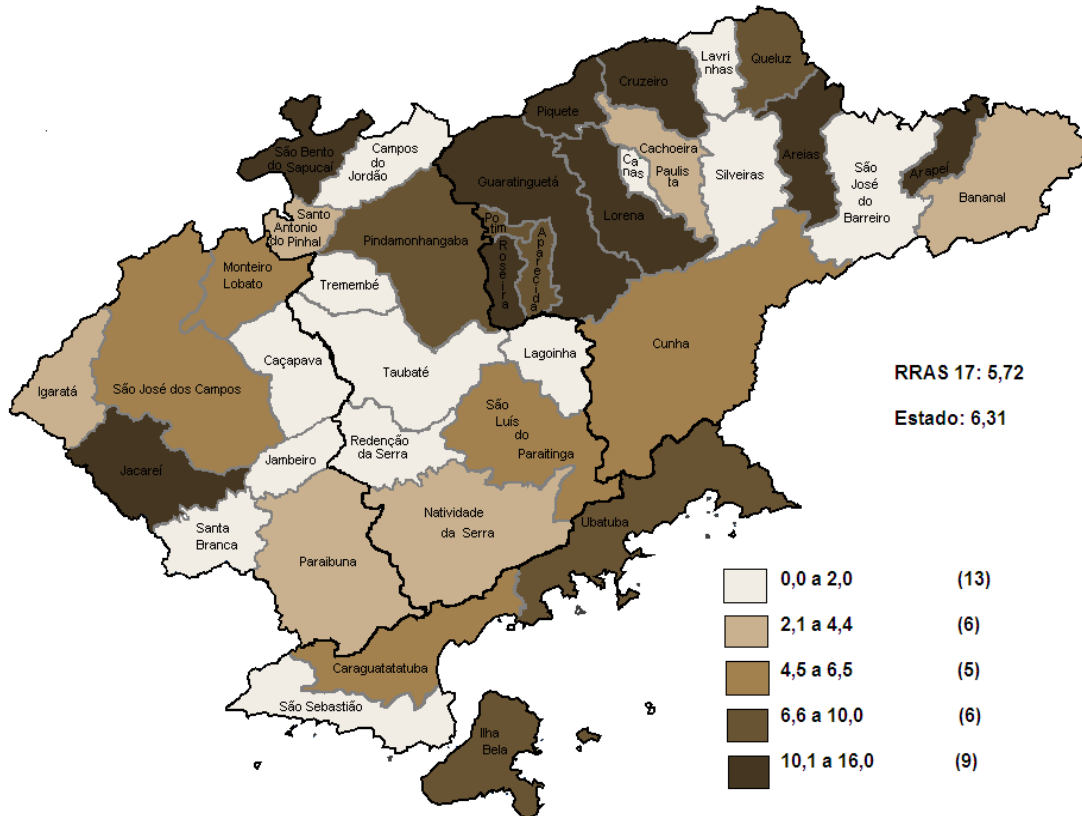 Lavri
nhas
Queluz
Cruzeiro
Piquete
São Bento
do
Sapucaí
Campos
do
Jordão
Cachoeira
Paulis
ta
Ca
nas
Silveiras
Areias
São
José
do
Barreiro
Arapeí
Bananal
Guaratinguetá
Lorena
Santo
Antonio
do Pinhal
Pindamonhangaba
Po
tim
Roseira
Aparecida
Monteiro
Lobato
Tremembé
Caçapava
Taubaté
Lagoinha
Cunha
Igaratá
São José dos Campos
RRAS 17: 5,72
Estado: 6,31
São
Luís
do
Paraitinga
Redenção
da Serra
Jambeiro
Jacareí
Santa
Branca
Natividade
da Serra
Ubatuba
Paraibuna
Caraguatatatuba
São Sebastião
Ilha
Bela
0,0 a 2,0 (13)
2,1 a 4,4 (6)
4,5 a 6,5 (5)
6,6 a 10,0 (6)
10,1 a 16,0 (9)